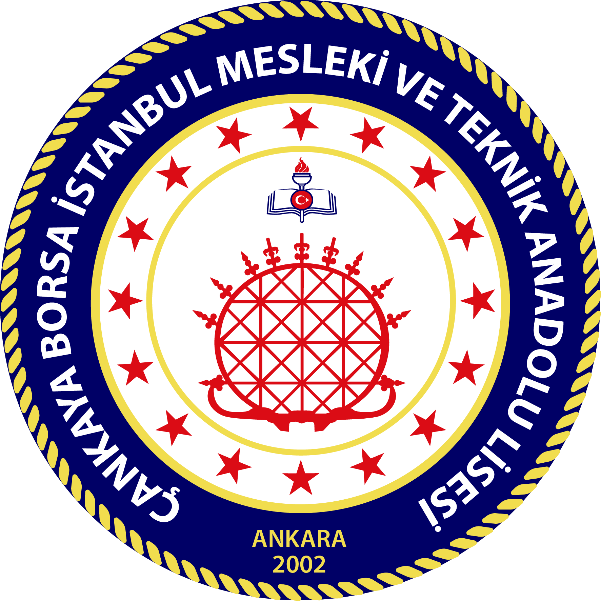 ÇANKAYA BORSA İSTANBUL MESLEKİ VE TEKNİK ANADOLU LİSESİ
ANKARA
2002